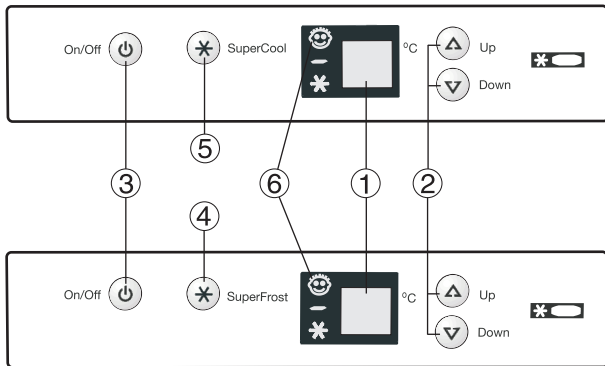 On/Off SuperCool °C Up
Down
⑤
③ ⑥ ① ②
④
On/Off SuperFrost °C Up
Down